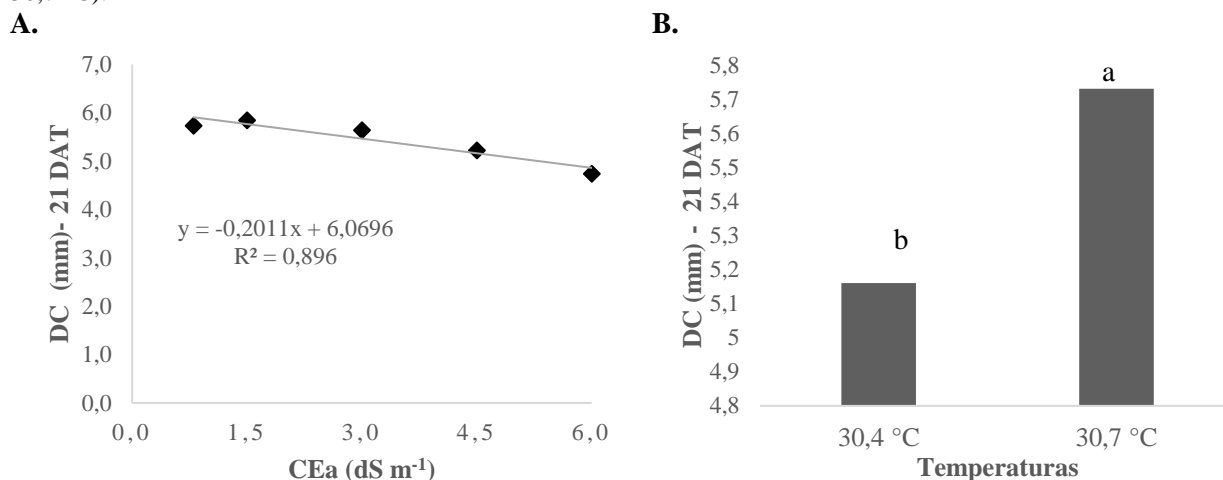 A.
B.
7,0
6,0
5,0
4,0
3,0
2,0
1,0
0,0
DC (mm)- 21 DAT
y = -0,2011x + 6,0696
R² = 0,896
0,0 1,5 3,0 4,5 6,0
CEa (dS m⁻¹)
5,8
5,7
5,6
5,5
5,4
5,3
5,2
5,1
5
4,9
4,8
DC (mm) - 21 DAT
b
a
30,4 °C 30,7 °C
Temperaturas